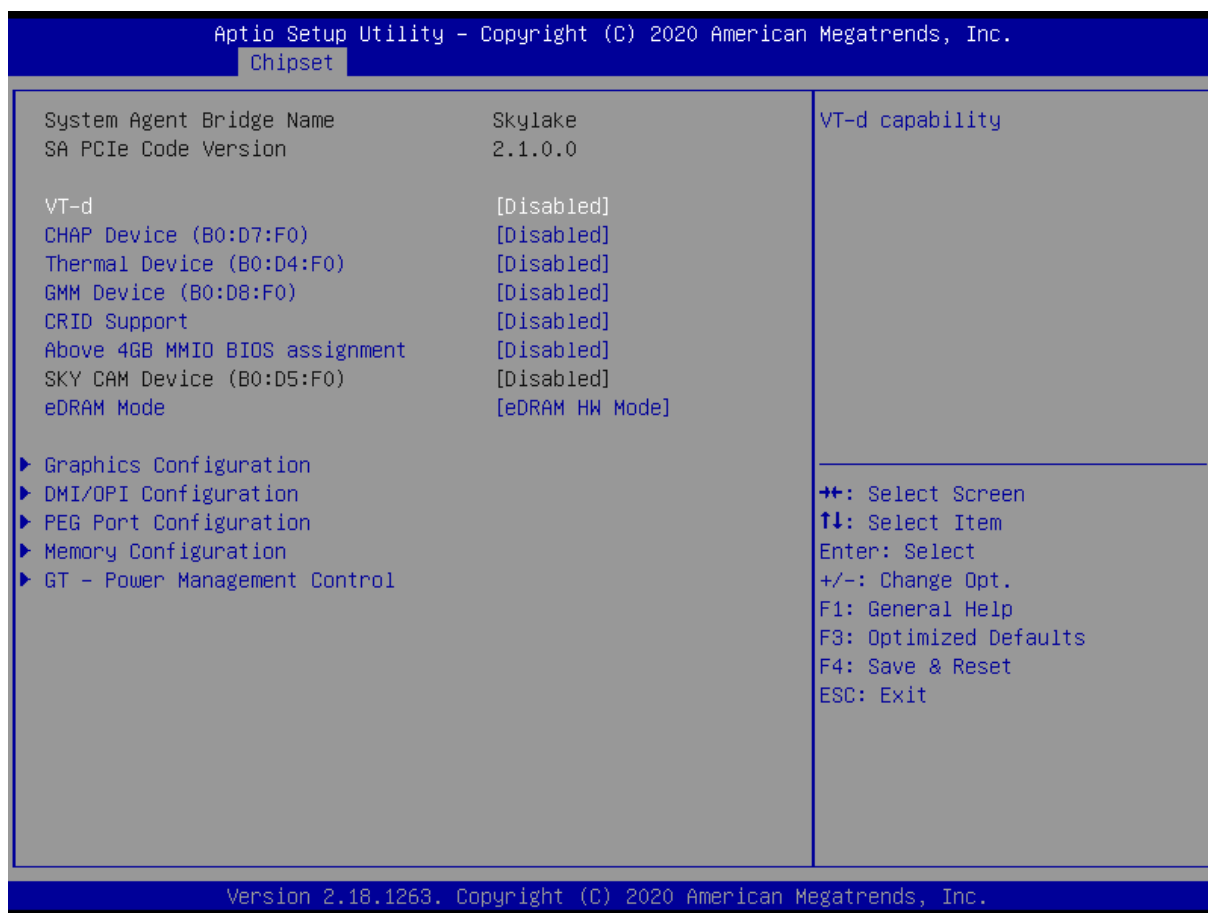 Aptio Setup Utility – Copyright (C) 2020 American Megatrends, Inc.
Chipset
System Agent Bridge Name Skylake
SA PCIe Code Version 2.1.0.0
VT-d [Disabled]
CHAP Device (B0:D7:F0) [Disabled]
Thermal Device (B0:D4:F0) [Disabled]
GMM Device (B0:D8:F0) [Disabled]
CRID Support [Disabled]
Above 4GB MMIO BIOS assignment [Disabled]
SKY CAM Device (B0:D5:F0) [Disabled]
eDRAM Mode [eDRAM HW Mode]
Graphics Configuration
DMI/OPI Configuration
PEG Port Configuration
Memory Configuration
GT – Power Management Control
VT-d capability
→←: Select Screen
↑↓: Select Item
Enter: Select
+/-: Change Opt.
F1: General Help
F3: Optimized Defaults
F4: Save & Reset
ESC: Exit
Version 2.18.1263. Copyright (C) 2020 American Megatrends, Inc.